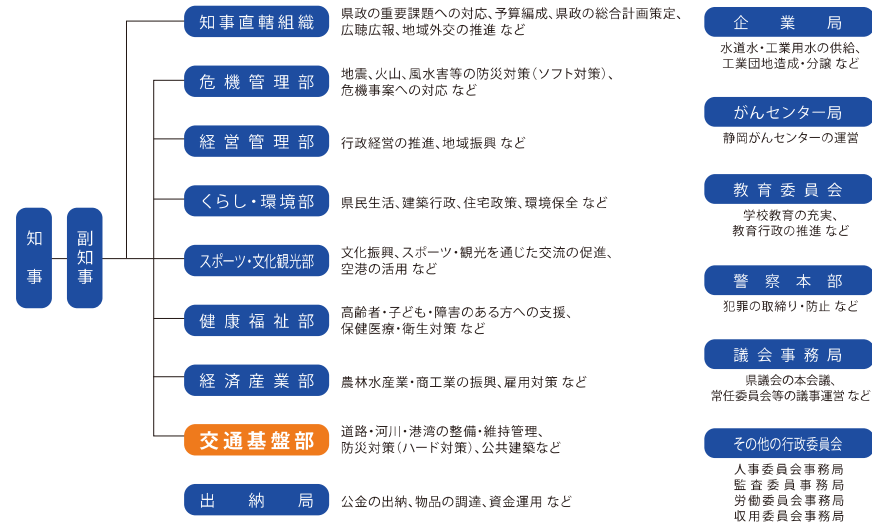 知事
副知事
知事直轄組織
県政の重要課題への対応、予算編成、県政の総合計画策定、
広聴広報、地域外交の推進 など
危機管理部
地震、火山、風水害等の防災対策（ソフト対策）、
危機事案への対応 など
経営管理部
行政経営の推進、地域振興 など
くらし・環境部
県民生活、建築行政、住宅政策、環境保全 など
スポーツ・文化観光部
文化振興、スポーツ・観光を通じた交流の促進、
空港の活用 など
健康福祉部
高齢者・子ども・障害のある方への支援、
保健医療・衛生対策 など
経済産業部
農林水産業・商工業の振興、雇用対策 など
交通基盤部
道路・河川・港湾の整備・維持管理、
防災対策（ハード対策）、公共建築など
出納局
公金の出納、物品の調達、資金運用 など
企業局
水道水・工業用水の供給、
工業団地造成・分譲 など
がんセンター局
静岡がんセンターの運営
教育委員会
学校教育の充実、
教育行政の推進 など
警察本部
犯罪の取締り・防止 など
議会事務局
県議会の本会議、
常任委員会等の議事運営 など
その他の行政委員会
人事委員会事務局
監査委員事務局
労働委員会事務局
収用委員会事務局